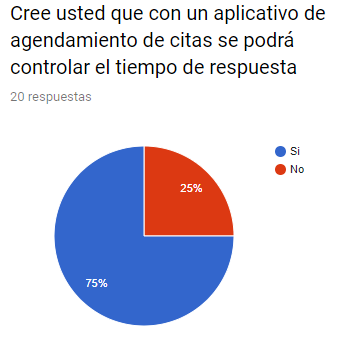 Cree usted que con un aplicativo de
agendamiento de citas se podrá
controlar el tiempo de respuesta
20 respuestas
Si
No
25%
75%